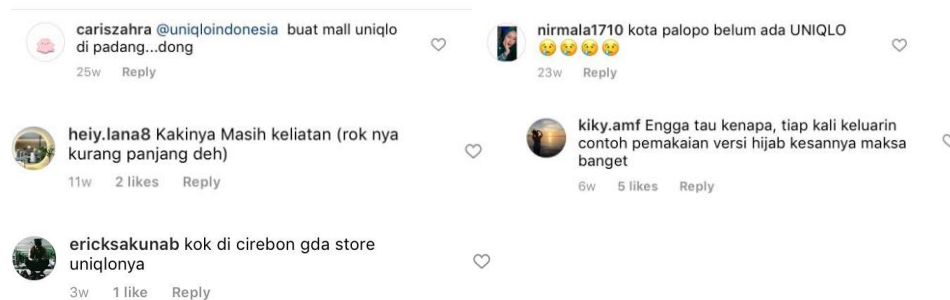 cariszahra @uniqloindonesia buat mall uniqlo
di padang...dong
25w Reply
nirmala1710 kota palopo belum ada UNIQLO
😢😢😢😢
23w Reply
heiy.lana8 Kakinya Masih keliatan (rok nya
kurang panjang deh)
11w 2 likes Reply
kiky.amf Engga tau kenapa, tiap kali keluarin
contoh pemakaian versi hijab kesannya maksa
banget
6w 5 likes Reply
ericksakunab kok di cirebon gda store
uniqlonya
3w 1 like Reply